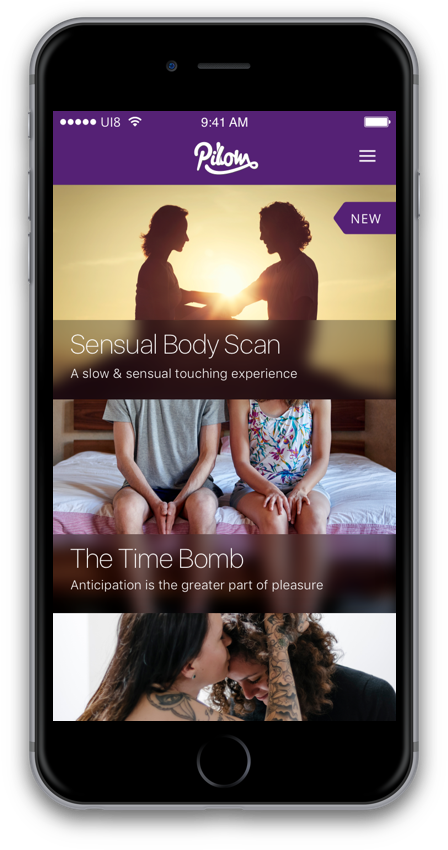 UI8 9:41 AM
Pillow
NEW
Sensual Body Scan
A slow & sensual touching experience
The Time Bomb
Anticipation is the greater part of pleasure